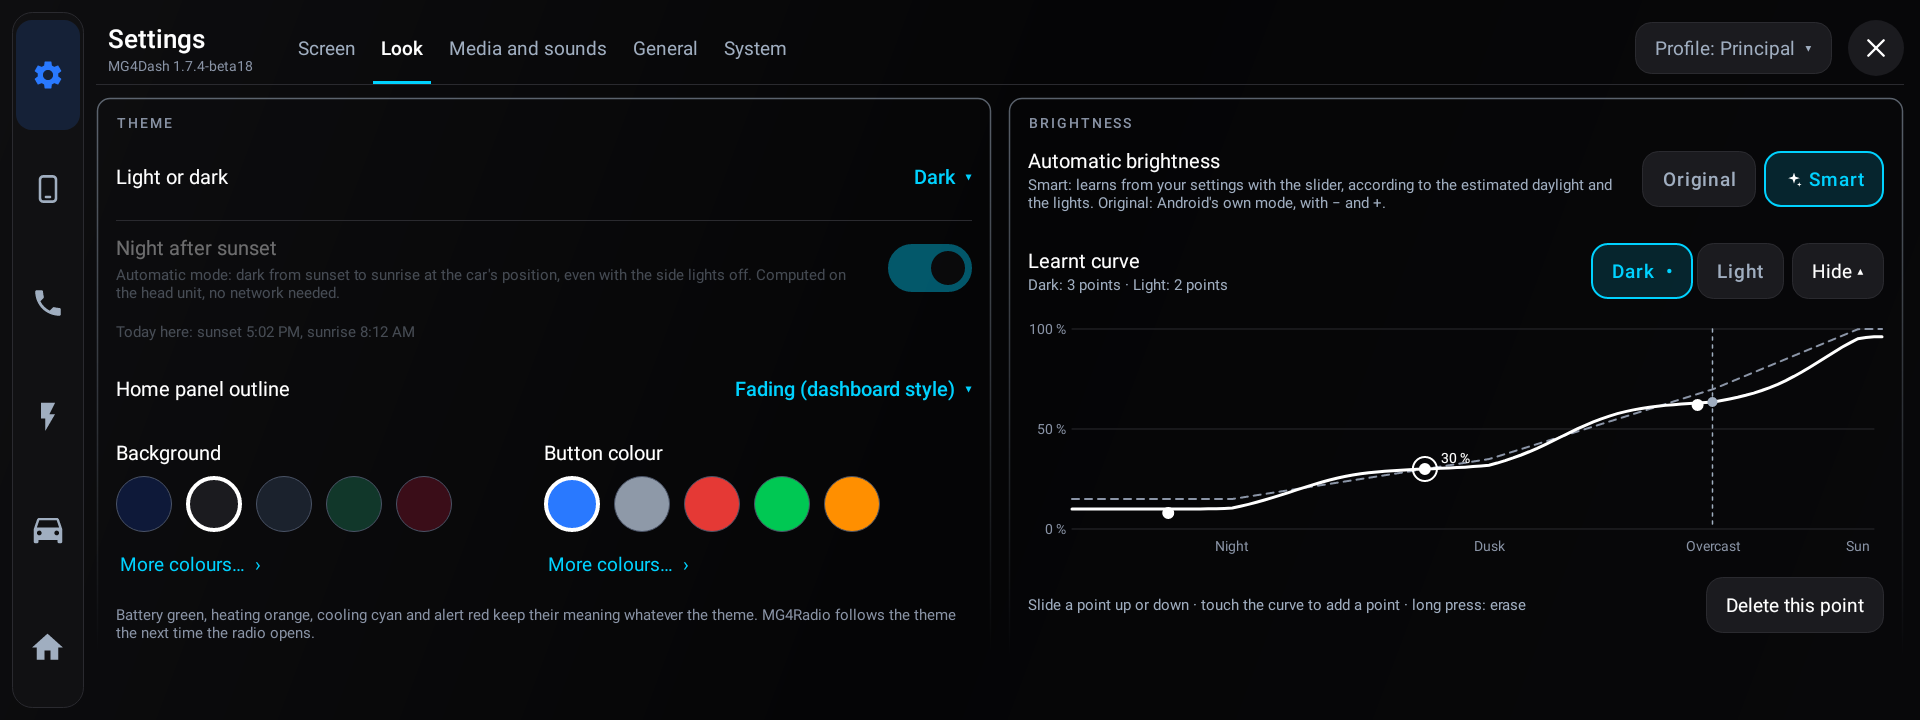 Settings
MG4Dash 1.7.4-beta18
Screen
Look
Media and sounds
General
System
Profile: Principal ▾
THEME
Light or dark
Dark ▾
Night after sunset
Automatic mode: dark from sunset to sunrise at the car's position, even with the side lights off. Computed on
the head unit, no network needed.
Today here: sunset 5:02 PM, sunrise 8:12 AM
Home panel outline
Fading (dashboard style) ▾
Background
Button colour
More colours... ›
More colours... ›
Battery green, heating orange, cooling cyan and alert red keep their meaning whatever the theme. MG4Radio follows the theme
the next time the radio opens.
BRIGHTNESS
Automatic brightness
Smart: learns from your settings with the slider, according to the estimated daylight and
the lights. Original: Android's own mode, with − and +.
Original
Smart
Learnt curve
Dark: 3 points · Light: 2 points
Dark •
Light
Hide ▴
100 %
50 %
0 %
30 %
Night
Dusk
Overcast
Sun
Slide a point up or down · touch the curve to add a point · long press: erase
Delete this point